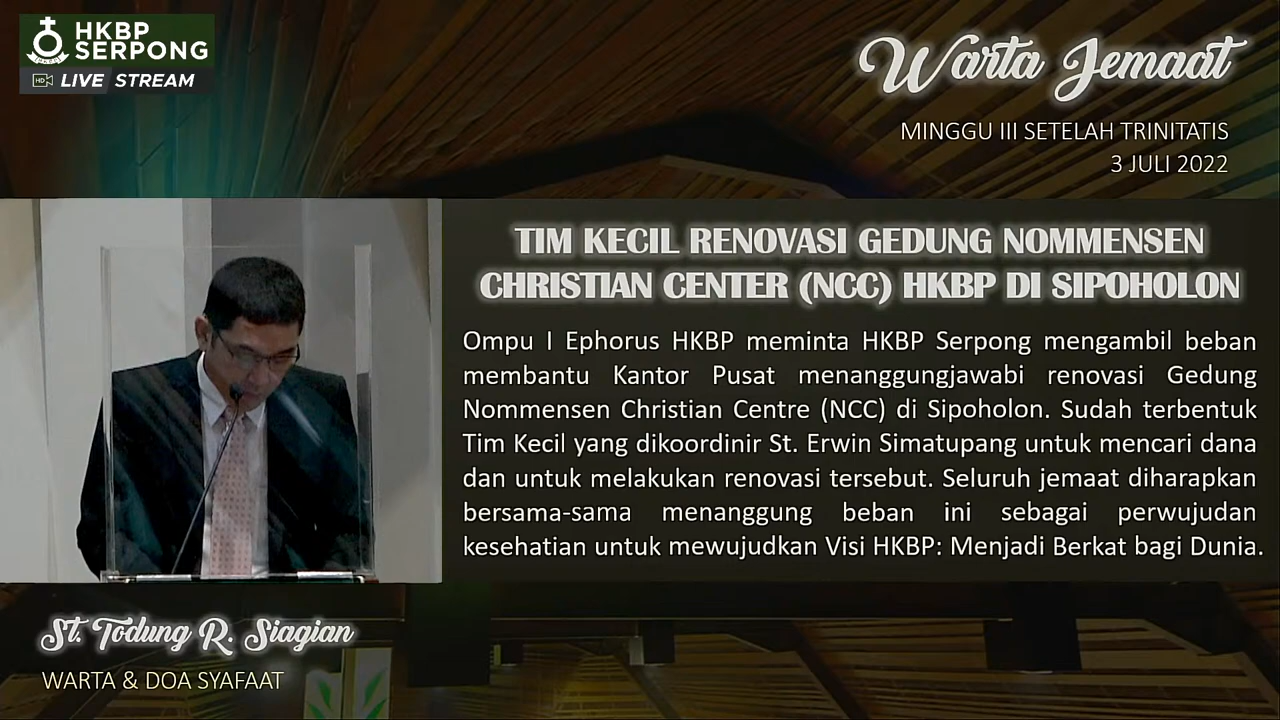 HKBP
SERPONG
HD LIVE STREAM
Warta Jemaat
MINGGU III SETELAH TRINITATIS
3 JULI 2022
TIM KECIL RENOVASI GEDUNG NOMMENSEN
CHRISTIAN CENTER (NCC) HKBP DI SIPOHOLON
Ompu I Ephorus HKBP meminta HKBP Serpong mengambil beban
membantu Kantor Pusat menanggungjawabi renovasi Gedung
Nommensen Christian Centre (NCC) di Sipoholon. Sudah terbentuk
Tim Kecil yang dikoordinir St. Erwin Simatupang untuk mencari dana
dan untuk melakukan renovasi tersebut. Seluruh jemaat diharapkan
bersama-sama menanggung beban ini sebagai perwujudan
kesehatian untuk mewujudkan Visi HKBP: Menjadi Berkat bagi Dunia.
St. Todung R. Siagian
WARTA & DOA SYAFAAT